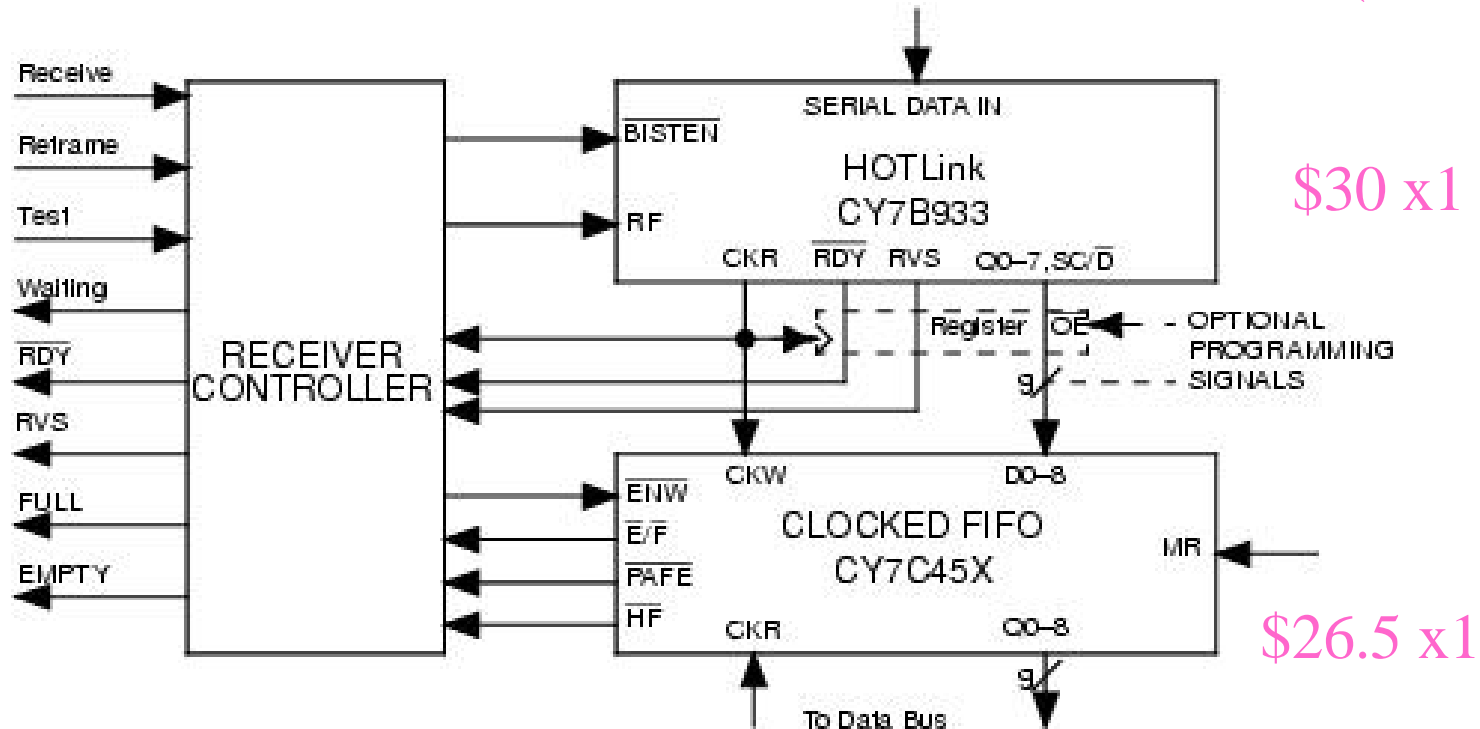 Receive
Reframe
Test
Waiting
RDY
RVS
FULL
EMPTY
RECEIVER
CONTROLLER
SERIAL DATA IN
BISTEN
HOTLink
CY7B933
RF
CKR RDY RVS Q0–7,SC/D
$30 x1
Register OE
OPTIONAL
PROGRAMMING
SIGNALS
9
CKW D0–8
ENW
CLOCKED FIFO
E/F
CY7C45X
MR
PAFE
HF
CKR Q0–8
$26.5 x1
9
To Data Bus